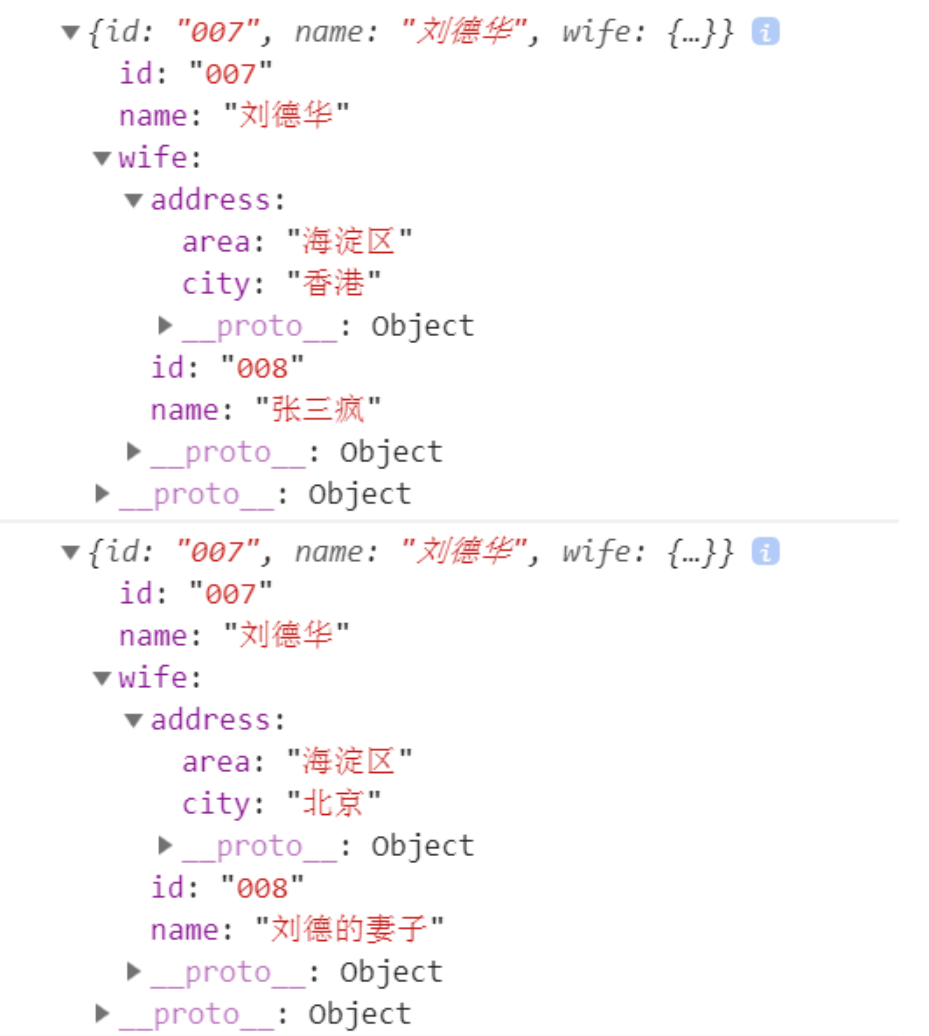 ▼{id: "007", name: "刘德华", wife: {…}} i
id: "007"
name: "刘德华"
▼wife:
▼address:
area: "海淀区"
city: "香港"
▶__proto__: Object
id: "008"
name: "张三疯"
▶__proto__: Object
▶__proto__: Object
▼{id: "007", name: "刘德华", wife: {…}} i
id: "007"
name: "刘德华"
▼wife:
▼address:
area: "海淀区"
city: "北京"
▶__proto__: Object
id: "008"
name: "刘德的妻子"
▶__proto__: Object
▶__proto__: Object